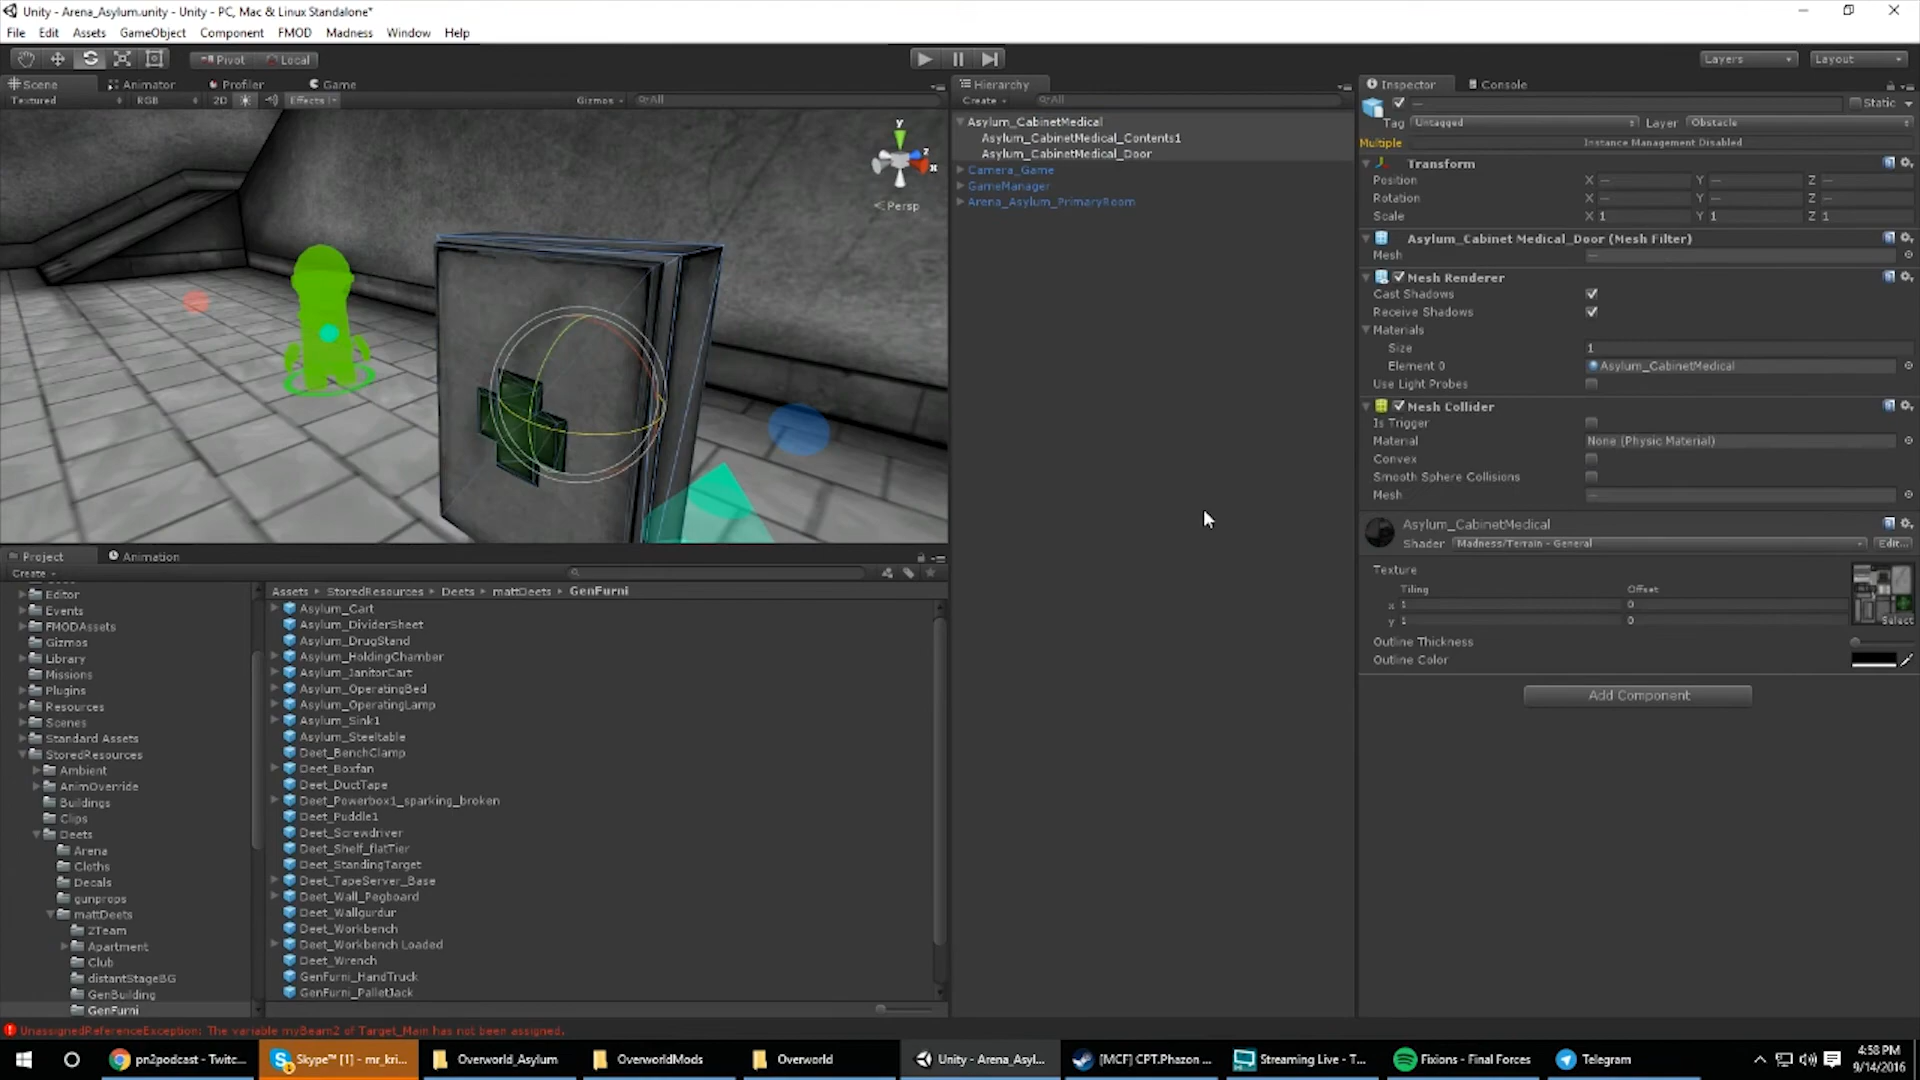 Unity - Arena_Asylum.unity - Unity - PC, Mac & Linux Standalone*
File Edit Assets GameObject Component FMOD Madness Window Help
Pivot Local Layers Layout
Scene Animator Profiler Game
Textured RGB 2D Effects Gizmos All
y
z
x
Persp
Hierarchy
Create All
Asylum_CabinetMedical
Asylum_CabinetMedical_Contents1
Asylum_CabinetMedical_Door
Camera_Game
GameManager
Arena_Asylum_PrimaryRoom
Inspector Console
— Static
Tag Untagged Layer Obstacle
Multiple Instance Management Disabled
Transform
Position X — Y — Z —
Rotation X — Y — Z —
Scale X 1 Y 1 Z 1
Asylum_Cabinet Medical_Door (Mesh Filter)
Mesh —
Mesh Renderer
Cast Shadows
Receive Shadows
Materials
Size 1
Element 0 Asylum_CabinetMedical
Use Light Probes
Mesh Collider
Is Trigger
Material None (Physic Material)
Convex
Smooth Sphere Collisions
Mesh —
Asylum_CabinetMedical
Shader Madness/Terrain - General Edit...
Texture
Tiling Offset
x 1 0
y 1 0
Select
Outline Thickness
Outline Color
Add Component
Project Animation
Create
Editor
Events
FMODAssets
Gizmos
Library
Missions
Plugins
Resources
Scenes
Standard Assets
StoredResources
Ambient
AnimOverride
Buildings
Clips
Deets
Arena
Cloths
Decals
gunprops
mattDeets
2Team
Apartment
Club
distantStageBG
GenBuilding
GenFurni
Assets StoredResources Deets mattDeets GenFurni
Asylum_Cart
Asylum_DividerSheet
Asylum_DrugStand
Asylum_HoldingChamber
Asylum_JanitorCart
Asylum_OperatingBed
Asylum_OperatingLamp
Asylum_Sink1
Asylum_Steeltable
Deet_BenchClamp
Deet_Boxfan
Deet_DuctTape
Deet_Powerbox1_sparking_broken
Deet_Puddle1
Deet_Screwdriver
Deet_Shelf_flatTier
Deet_StandingTarget
Deet_TapeServer_Base
Deet_Wall_Pegboard
Deet_Wallgurdur
Deet_Workbench
Deet_Workbench Loaded
Deet_Wrench
GenFurni_HandTruck
GenFurni_PalletJack
UnassignedReferenceException: The variable myBeam2 of Target_Main has not been assigned.
pn2podcast - Twitc... Skype™ [1] - mr_kri... Overworld_Asylum OverworldMods Overworld Unity - Arena_Asyl... [MCF] CPT.Phazon ... Streaming Live - T... Fixions - Final Forces Telegram 4:58 PM
9/14/2016